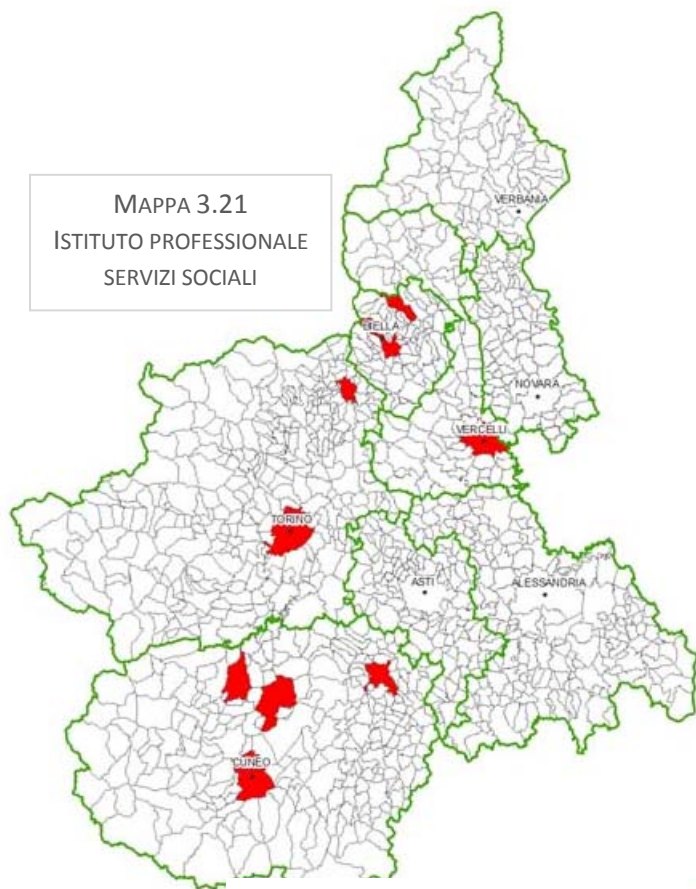 MAPPA 3.21
ISTITUTO PROFESSIONALE
SERVIZI SOCIALI
VERBANIA
BIELLA
NOVARA
VERCELLI
TORINO
ASTI
ALESSANDRIA
CUNEO